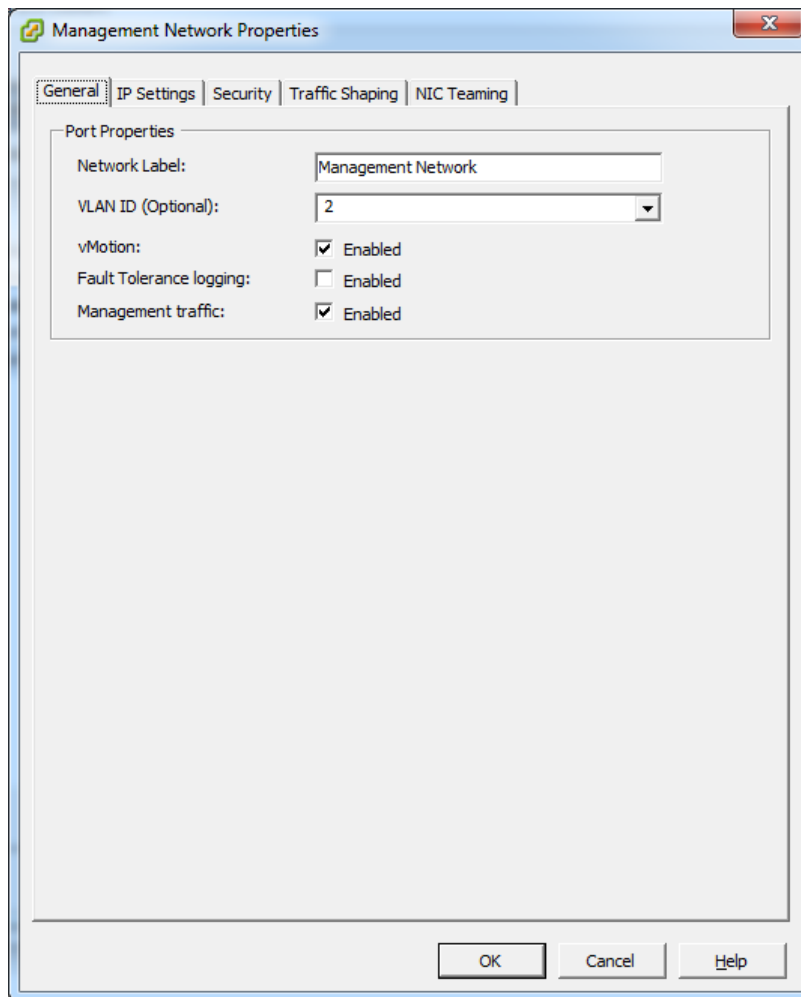 Management Network Properties
General IP Settings Security Traffic Shaping NIC Teaming
Port Properties
Network Label: Management Network
VLAN ID (Optional): 2
vMotion: Enabled
Fault Tolerance logging: Enabled
Management traffic: Enabled
OK Cancel Help